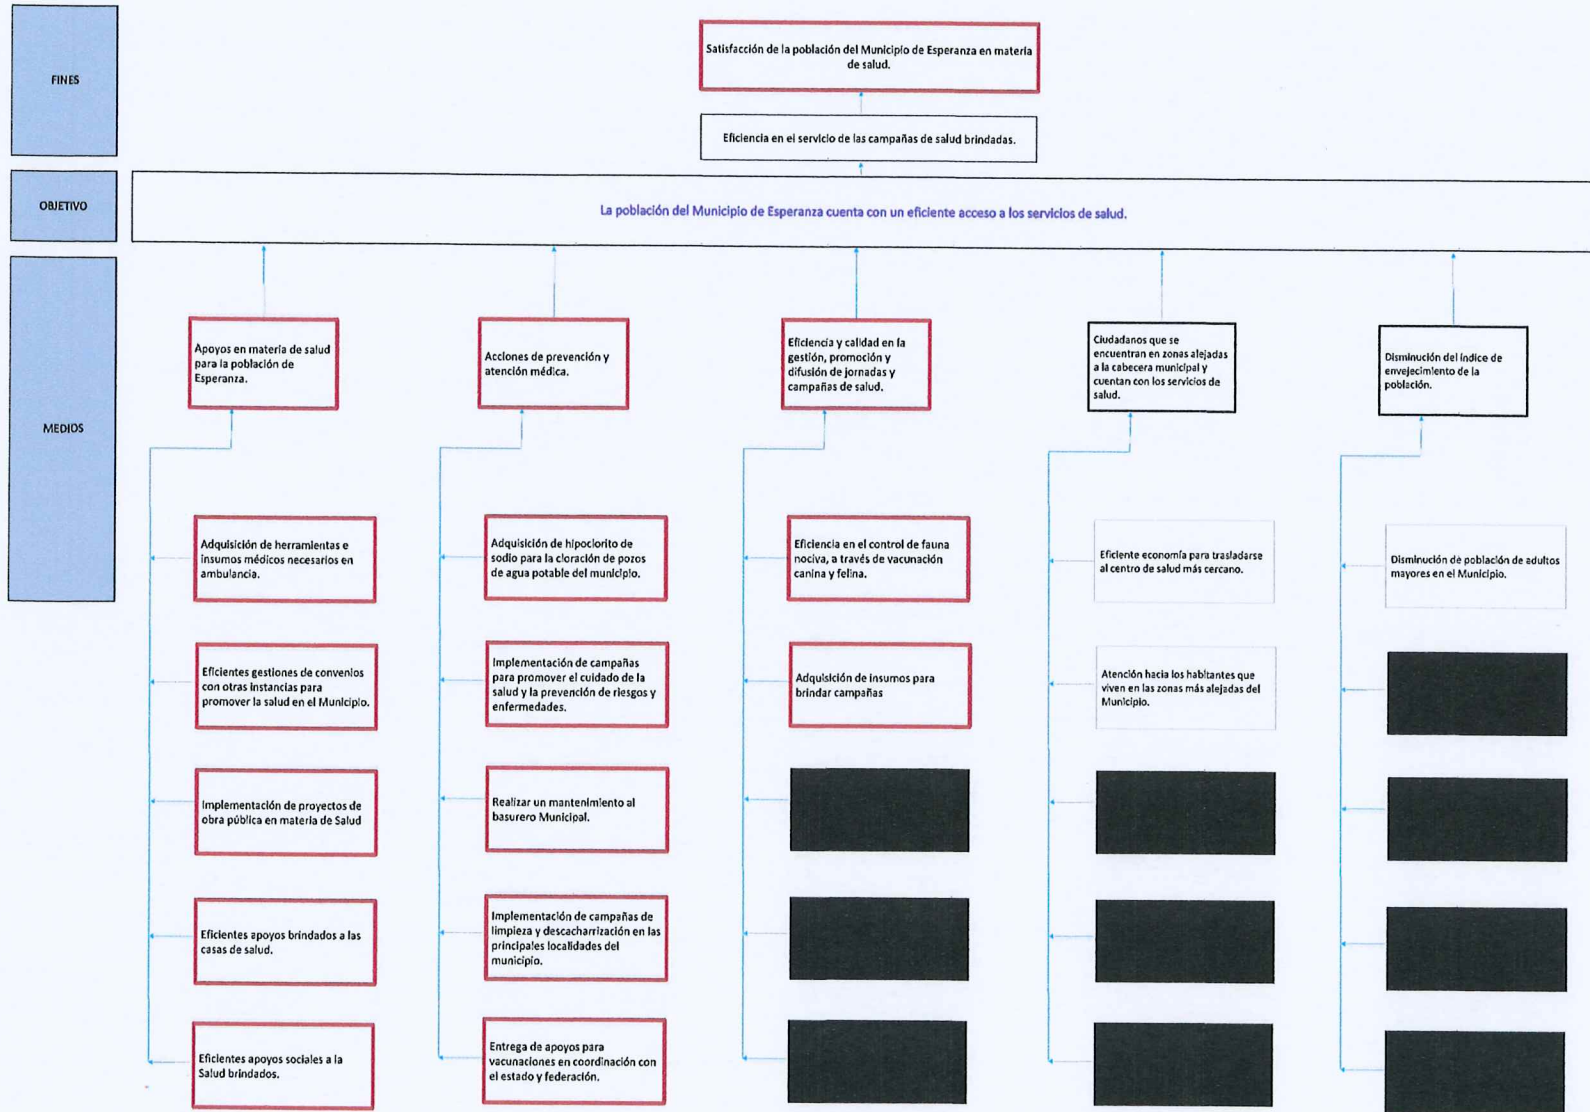 FINES
Satisfacción de la población del Municipio de Esperanza en materia
de salud.
Eficiencia en el servicio de las campañas de salud brindadas.
OBJETIVO
La población del Municipio de Esperanza cuenta con un eficiente acceso a los servicios de salud.
MEDIOS
Apoyos en materia de salud
para la población de
Esperanza.
Acciones de prevención y
atención médica.
Eficiencia y calidad en la
gestión, promoción y
difusión de jornadas y
campañas de salud.
Ciudadanos que se
encuentran en zonas alejadas
a la cabecera municipal y
cuentan con los servicios de
salud.
Disminución del índice de
envejecimiento de la
población.
Adquisición de herramientas e
insumos médicos necesarios en
ambulancia.
Adquisición de hipoclorito de
sodio para la cloración de pozos
de agua potable del municipio.
Eficiencia en el control de fauna
nociva, a través de vacunación
canina y felina.
Eficiente economía para trasladarse
al centro de salud más cercano.
Disminución de población de adultos
mayores en el Municipio.
Eficientes gestiones de convenios
con otras instancias para
promover la salud en el Municipio.
Implementación de campañas
para promover el cuidado de la
salud y la prevención de riesgos y
enfermedades.
Adquisición de insumos para
brindar campañas
Atención hacia los habitantes que
viven en las zonas más alejadas del
Municipio.
Implementación de proyectos de
obra pública en materia de Salud
Realizar un mantenimiento al
basurero Municipal.
Eficientes apoyos brindados a las
casas de salud.
Implementación de campañas de
limpieza y descacharrización en las
principales localidades del
municipio.
Eficientes apoyos sociales a la
Salud brindados.
Entrega de apoyos para
vacunaciones en coordinación con
el estado y federación.